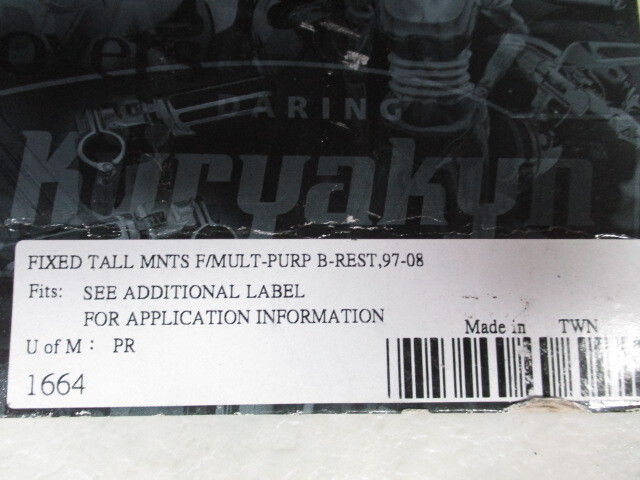 overs
DARING
Kuryakyn
FIXED TALL MNTS F/MULT-PURP B-REST,97-08
Fits: SEE ADDITIONAL LABEL
FOR APPLICATION INFORMATION
Made in TWN
U of M : PR
1664